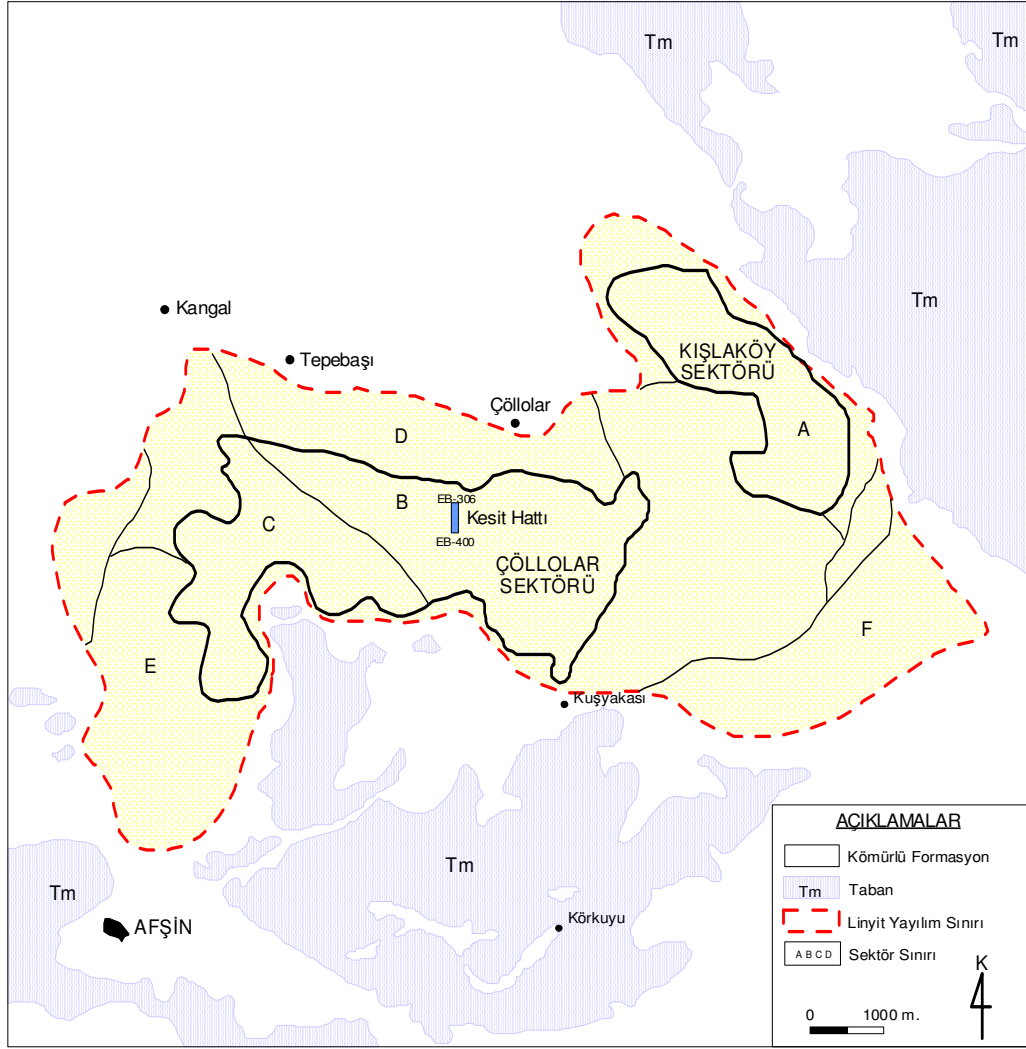 Tm
Tm
Tm
Kangal
Tepebaşı
KIŞLAKÖY
SEKTÖRÜ
Çöllolar
A
D
B
EB-306
Kesit Hattı
EB-400
C
ÇÖLLOLAR
SEKTÖRÜ
F
E
Kuşyakası
Tm
Tm
AFŞİN
Körkuyu
AÇIKLAMALAR
Kömürlü Formasyon
Tm Taban
Linyit Yayılım Sınırı
A B C D Sektör Sınırı
K
0 1000 m.